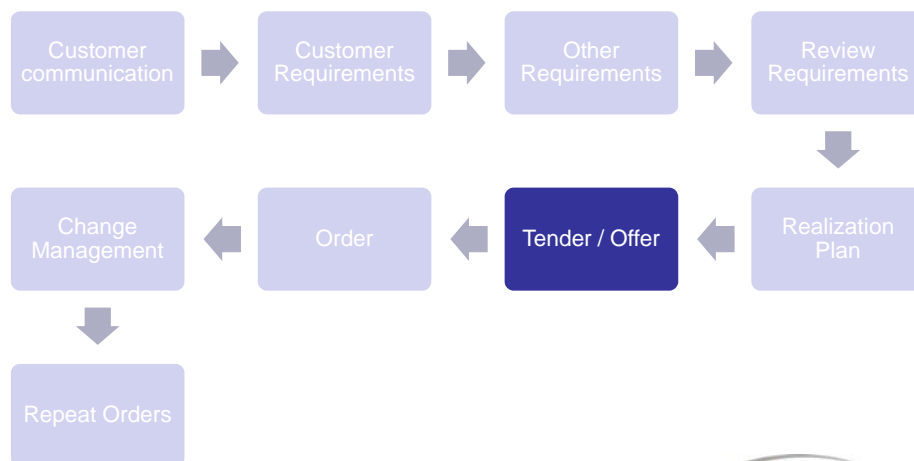 Customer
communication
Customer
Requirements
Other
Requirements
Review
Requirements
Realization
Plan
Tender / Offer
Order
Change
Management
Repeat Orders